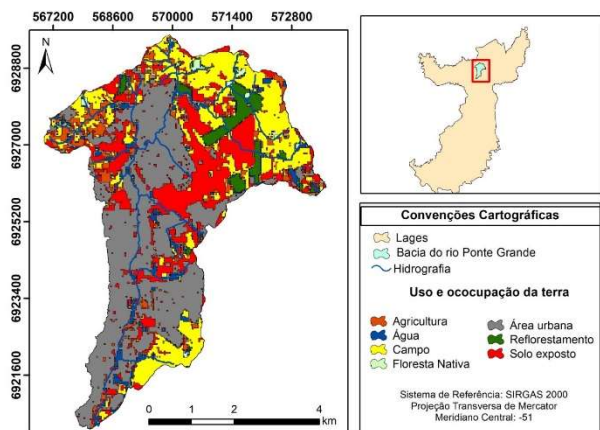 567200 568600 570000 571400 572800
N
6928800
6927000
6925200
6923400
6921600
0 1 2 4
km
Convenções Cartográficas
Lages
Bacia do rio Ponte Grande
Hidrografia
Uso e ococupação da terra
Agricultura
Água
Campo
Floresta Nativa
Área urbana
Reflorestamento
Solo exposto
Sistema de Referência: SIRGAS 2000
Projeção Transversa de Mercator
Meridiano Central: -51